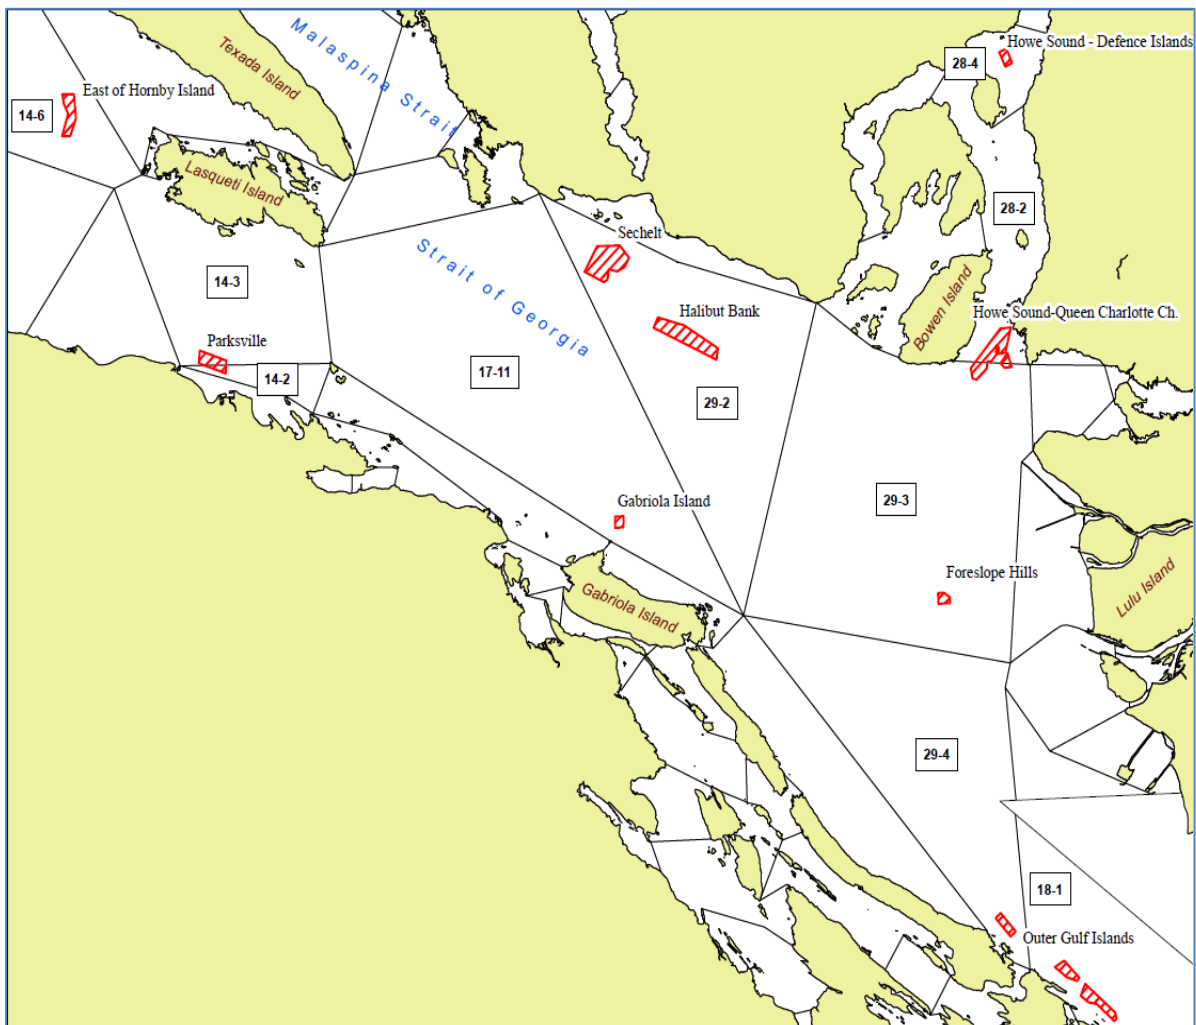 Malaspina Strait
Howe Sound - Defence Islands
Texada Island
28-4
East of Hornby Island
14-6
Lasqueti Island
28-2
Sechelt
Strait of Georgia
14-3
Bowen Island
Halibut Bank
Howe Sound-Queen Charlotte Ch.
Parksville
14-2
17-11
29-2
29-3
Gabriola Island
Foreslope Hills
Lulu Island
Gabriola Island
29-4
18-1
Outer Gulf Islands